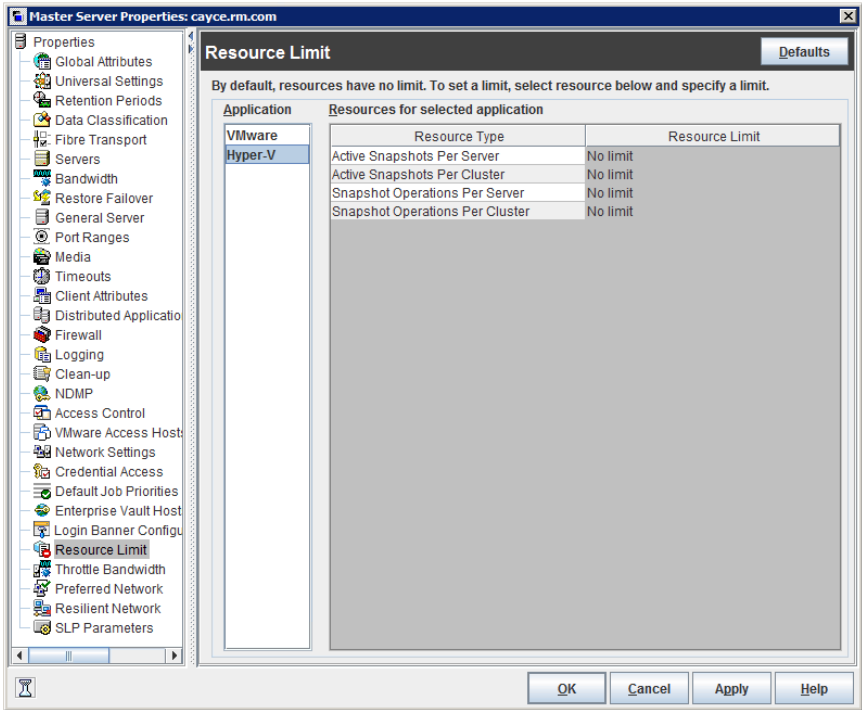 Master Server Properties: cayce.rm.com
Properties
Global Attributes
Universal Settings
Retention Periods
Data Classification
Fibre Transport
Servers
Bandwidth
Restore Failover
General Server
Port Ranges
Media
Timeouts
Client Attributes
Distributed Applicatio
Firewall
Logging
Clean-up
NDMP
Access Control
VMware Access Hosts
Network Settings
Credential Access
Default Job Priorities
Enterprise Vault Host
Login Banner Configu
Resource Limit
Throttle Bandwidth
Preferred Network
Resilient Network
SLP Parameters
Resource Limit
Defaults
By default, resources have no limit. To set a limit, select resource below and specify a limit.
Application
VMware
Hyper-V
Resources for selected application
Resource Type Resource Limit
Active Snapshots Per Server No limit
Active Snapshots Per Cluster No limit
Snapshot Operations Per Server No limit
Snapshot Operations Per Cluster No limit
OK Cancel Apply Help